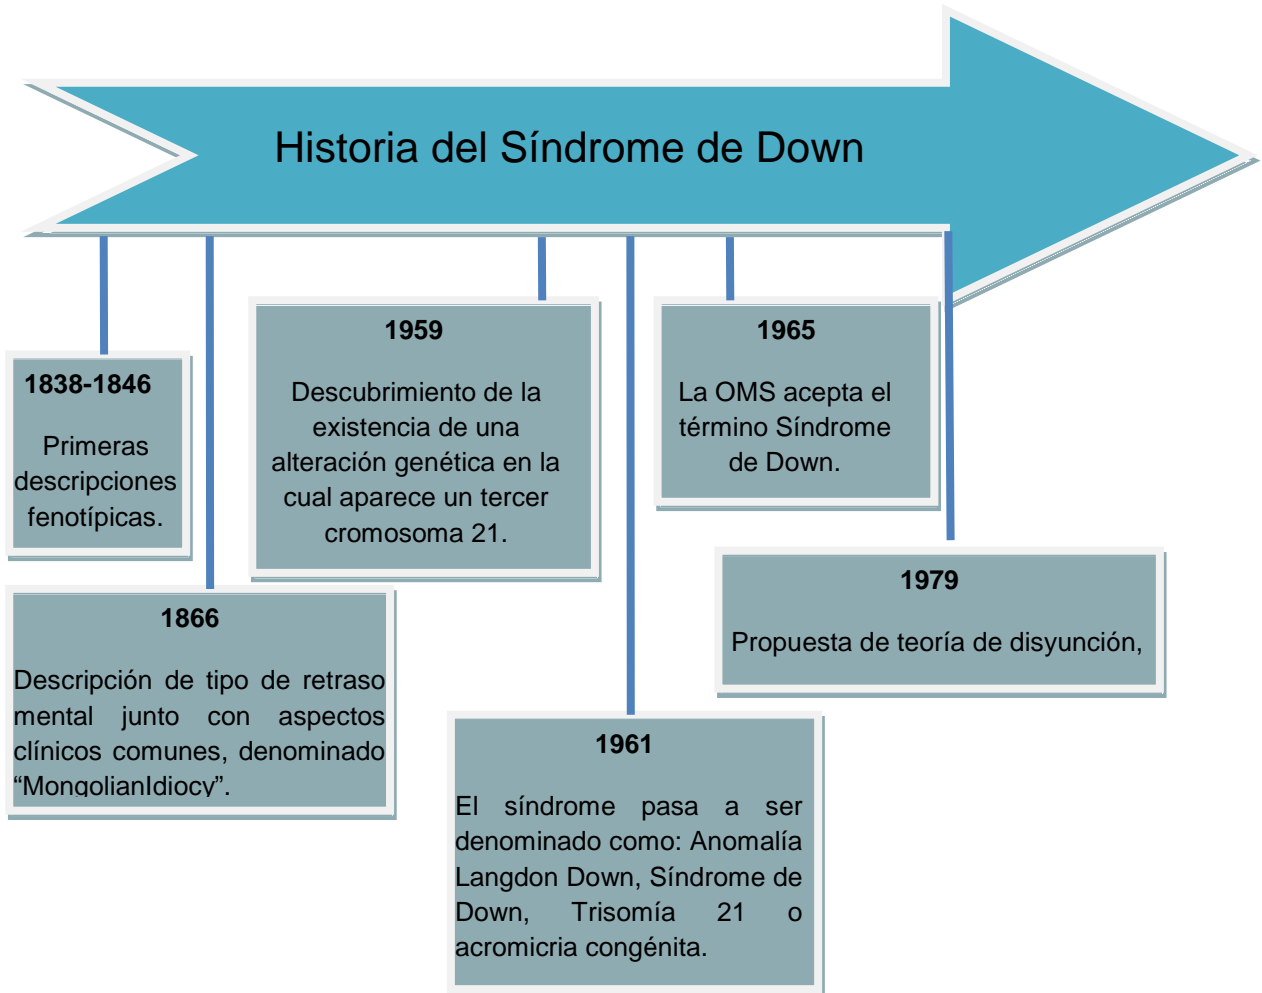 Historia del Síndrome de Down
1838-1846
Primeras
descripciones
fenotípicas.
1866
Descripción de tipo de retraso
mental junto con aspectos
clínicos comunes, denominado
“MongolianIdiocy”.
1959
Descubrimiento de la
existencia de una
alteración genética en la
cual aparece un tercer
cromosoma 21.
1961
El síndrome pasa a ser
denominado como: Anomalía
Langdon Down, Síndrome de
Down, Trisomía 21 o
acromicria congénita.
1965
La OMS acepta el
término Síndrome
de Down.
1979
Propuesta de teoría de disyunción,